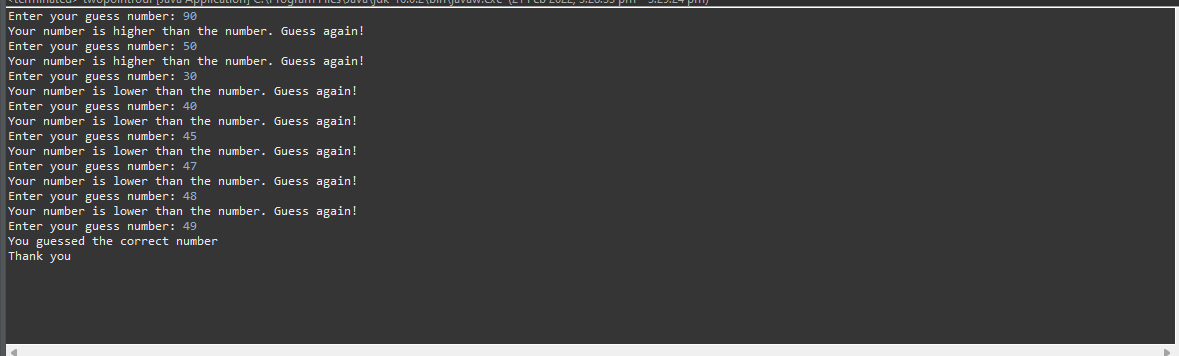 Enter your guess number: 90
Your number is higher than the number. Guess again!
Enter your guess number: 50
Your number is higher than the number. Guess again!
Enter your guess number: 30
Your number is lower than the number. Guess again!
Enter your guess number: 40
Your number is lower than the number. Guess again!
Enter your guess number: 45
Your number is lower than the number. Guess again!
Enter your guess number: 47
Your number is lower than the number. Guess again!
Enter your guess number: 48
Your number is lower than the number. Guess again!
Enter your guess number: 49
You guessed the correct number
Thank you